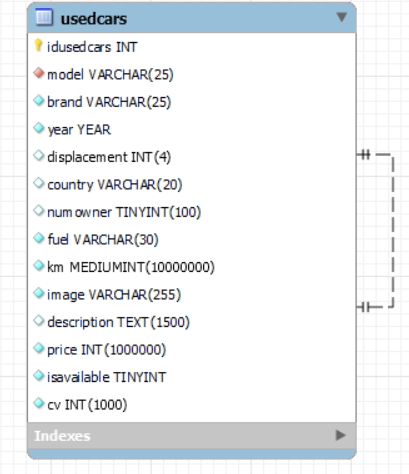 usedcars
idusedcars INT
model VARCHAR(25)
brand VARCHAR(25)
year YEAR
displacement INT(4)
country VARCHAR(20)
numowner TINYINT(100)
fuel VARCHAR(30)
km MEDIUMINT(10000000)
image VARCHAR(255)
description TEXT(1500)
price INT(1000000)
isavailable TINYINT
cv INT(1000)
Indexes